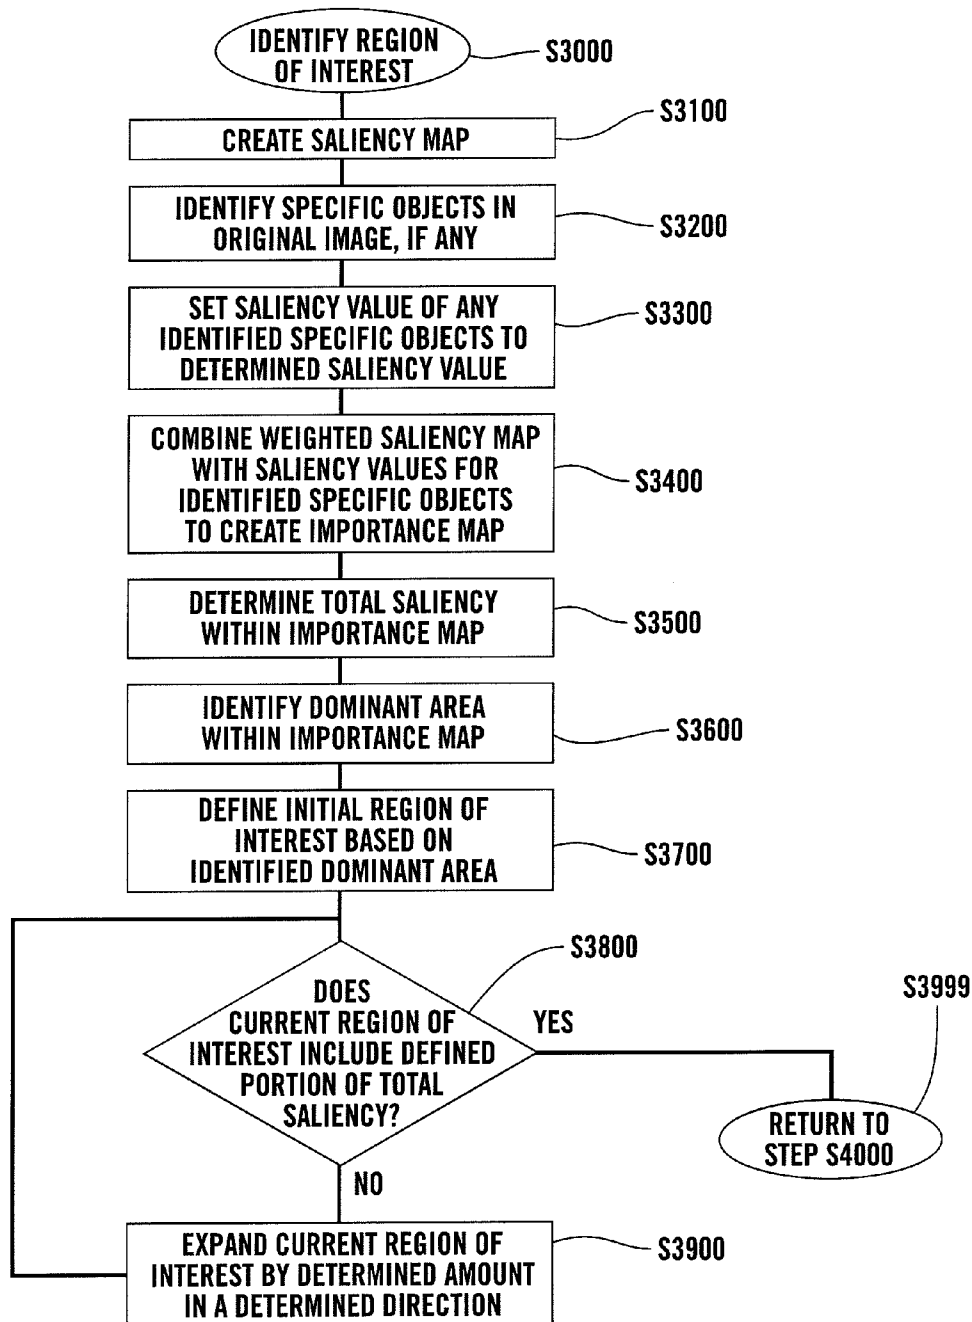 IDENTIFY REGION
OF INTEREST
S3000
S3100
CREATE SALIENCY MAP
IDENTIFY SPECIFIC OBJECTS IN
ORIGINAL IMAGE, IF ANY
S3200
SET SALIENCY VALUE OF ANY
IDENTIFIED SPECIFIC OBJECTS TO
DETERMINED SALIENCY VALUE
S3300
COMBINE WEIGHTED SALIENCY MAP
WITH SALIENCY VALUES FOR
IDENTIFIED SPECIFIC OBJECTS
TO CREATE IMPORTANCE MAP
S3400
DETERMINE TOTAL SALIENCY
WITHIN IMPORTANCE MAP
S3500
IDENTIFY DOMINANT AREA
WITHIN IMPORTANCE MAP
S3600
DEFINE INITIAL REGION OF
INTEREST BASED ON
IDENTIFIED DOMINANT AREA
S3700
S3800
DOES
CURRENT REGION OF
INTEREST INCLUDE DEFINED
PORTION OF TOTAL
SALIENCY?
YES
S3999
RETURN TO
STEP S4000
NO
EXPAND CURRENT REGION OF
INTEREST BY DETERMINED AMOUNT
IN A DETERMINED DIRECTION
S3900